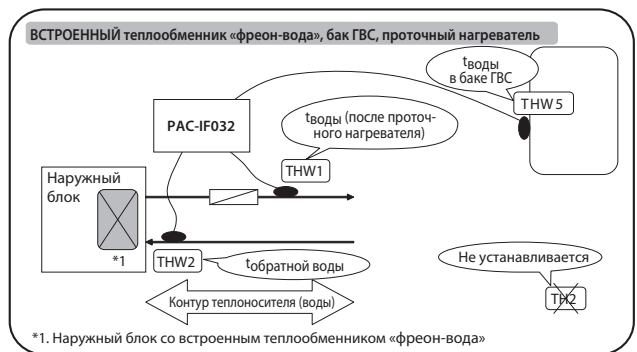 ВСТРОЕННЫЙ теплообменник «фреон-вода», бак ГВС, проточный нагреватель
tводы
в баке ГВС
THW5
PAC-IF032
tводы (после проточ-
ного нагревателя)
THW1
Наружный
блок
*1
THW2
tобратной воды
Не устанавливается
TH2
Контур теплоносителя (воды)
*1. Наружный блок со встроенным теплообменником «фреон-вода»